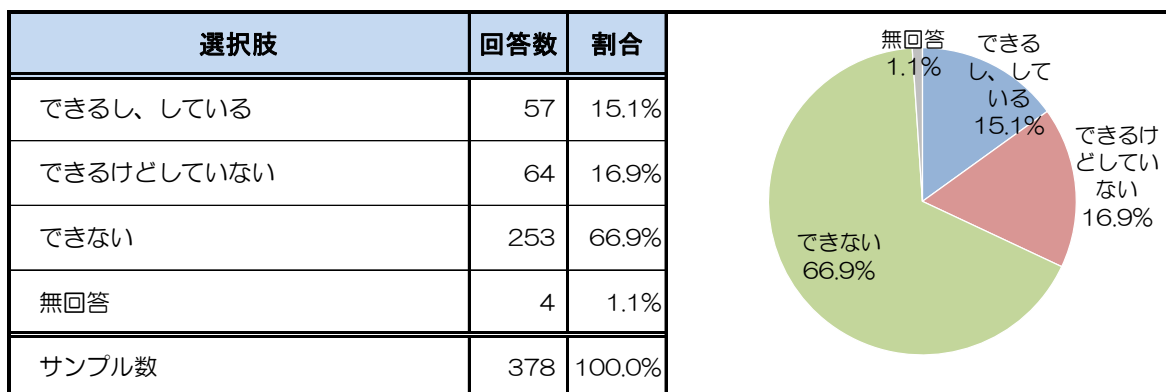 選択肢 回答数 割合
できるし、している 57 15.1%
できるけどしていない 64 16.9%
できない 253 66.9%
無回答 4 1.1%
サンプル数 378 100.0%
無回答
1.1%
できる
し、して
いる
15.1%
できるけ
どしてい
ない
16.9%
できない
66.9%